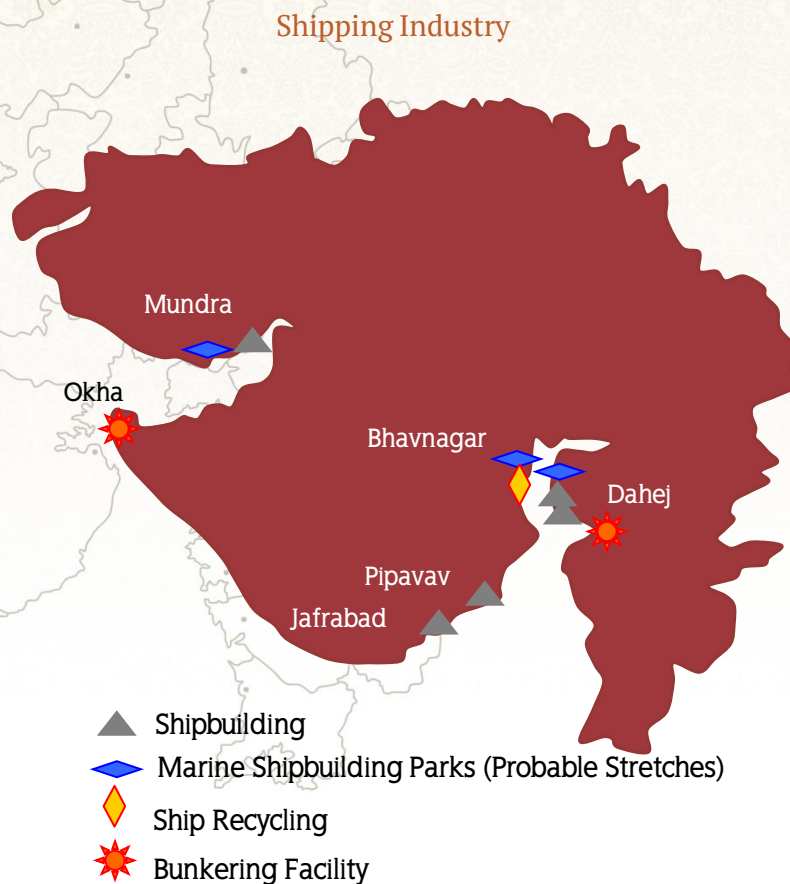 Shipping Industry
Mundra
Okha
Bhavnagar
Dahej
Pipavav
Jafrabad
Shipbuilding
Marine Shipbuilding Parks (Probable Stretches)
Ship Recycling
Bunkering Facility